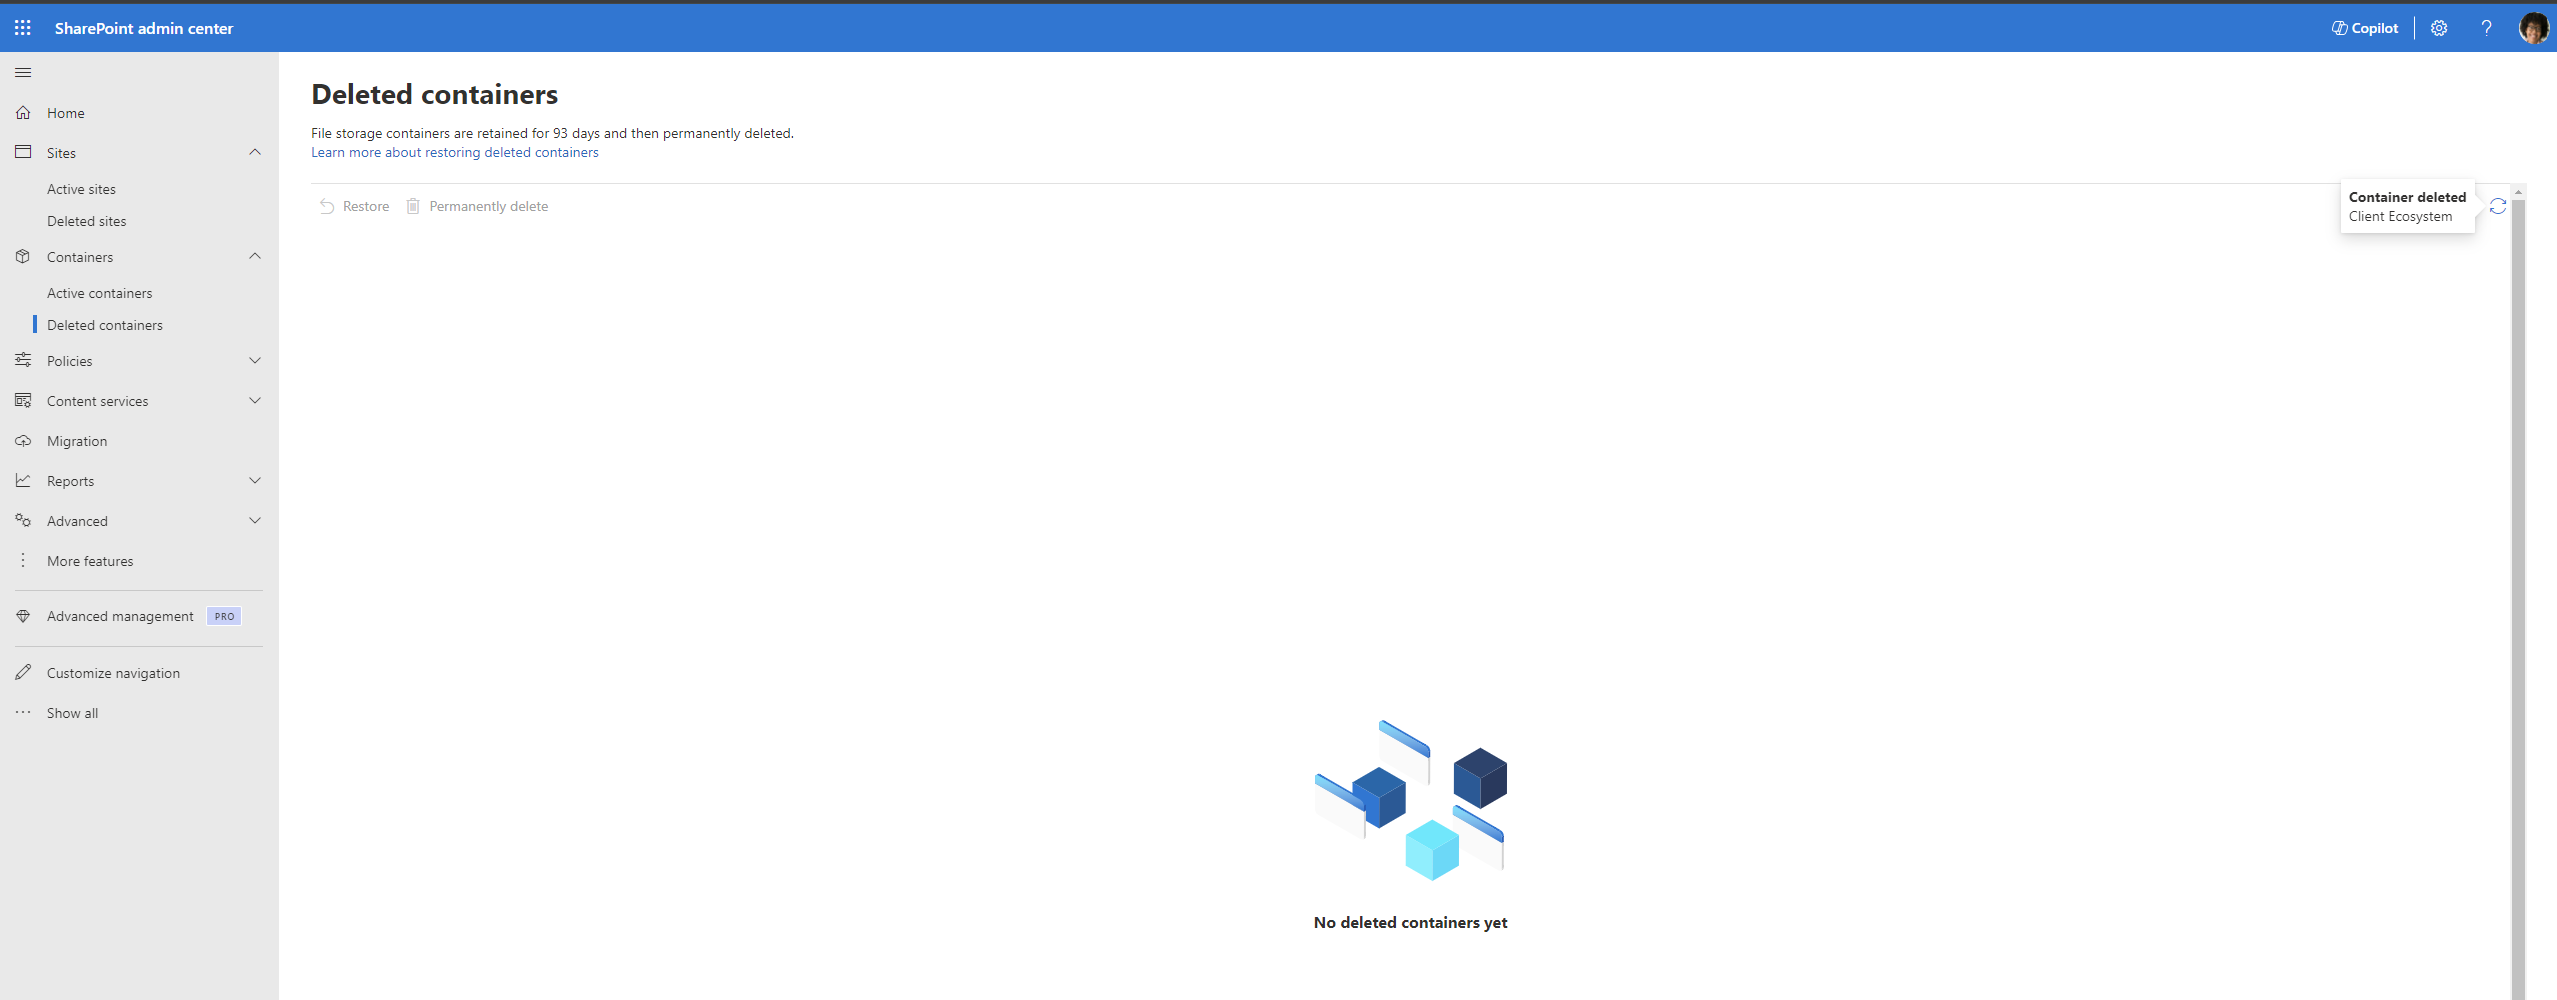 SharePoint admin center
Copilot
Home
Sites
Active sites
Deleted sites
Containers
Active containers
Deleted containers
Policies
Content services
Migration
Reports
Advanced
More features
Advanced management PRO
Customize navigation
Show all
Deleted containers
File storage containers are retained for 93 days and then permanently deleted.
Learn more about restoring deleted containers
Restore Permanently delete
Container deleted
Client Ecosystem
No deleted containers yet